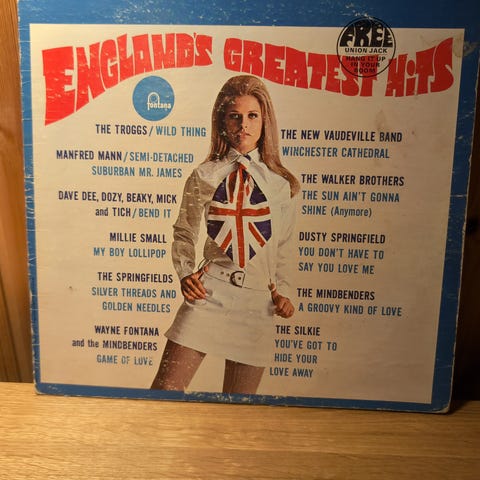 FREE
UNION JACK
HANG IT UP
IN YOUR
ROOM
ENGLAND'S GREATEST HITS
fontana
THE TROGGS / WILD THING
MANFRED MANN / SEMI-DETACHED
SUBURBAN MR. JAMES
DAVE DEE, DOZY, BEAKY, MICK
and TICH / BEND IT
MILLIE SMALL
MY BOY LOLLIPOP
THE SPRINGFIELDS
SILVER THREADS AND
GOLDEN NEEDLES
WAYNE FONTANA
and the MINDBENDERS
GAME OF LOVE
THE NEW VAUDEVILLE BAND
WINCHESTER CATHEDRAL
THE WALKER BROTHERS
THE SUN AIN'T GONNA
SHINE (Anymore)
DUSTY SPRINGFIELD
YOU DON'T HAVE TO
SAY YOU LOVE ME
THE MINDBENDERS
A GROOVY KIND OF LOVE
THE SILKIE
YOU'VE GOT TO
HIDE YOUR
LOVE AWAY